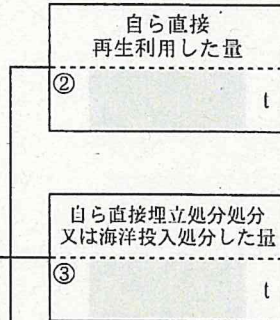 自ら直接
再生利用した量
②
t
自ら直接埋立処分処分
又は海洋投入処分した量
③
t